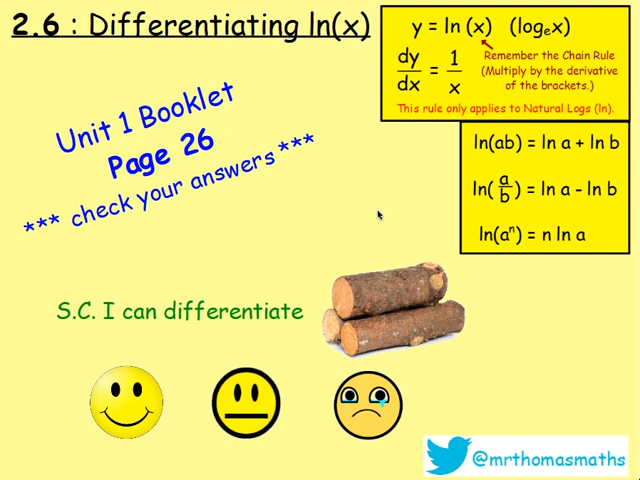 2.6 : Differentiating ln(x)
y = ln (x) (logₑx)
dy/dx = 1/x
Remember the Chain Rule
(Multiply by the derivative
of the brackets.)
This rule only applies to Natural Logs (ln).
Unit 1 Booklet
Page 26
*** check your answers ***
ln(ab) = ln a + ln b
ln(a/b) = ln a - ln b
ln(aⁿ) = n ln a
S.C. I can differentiate
@mrthomasmaths